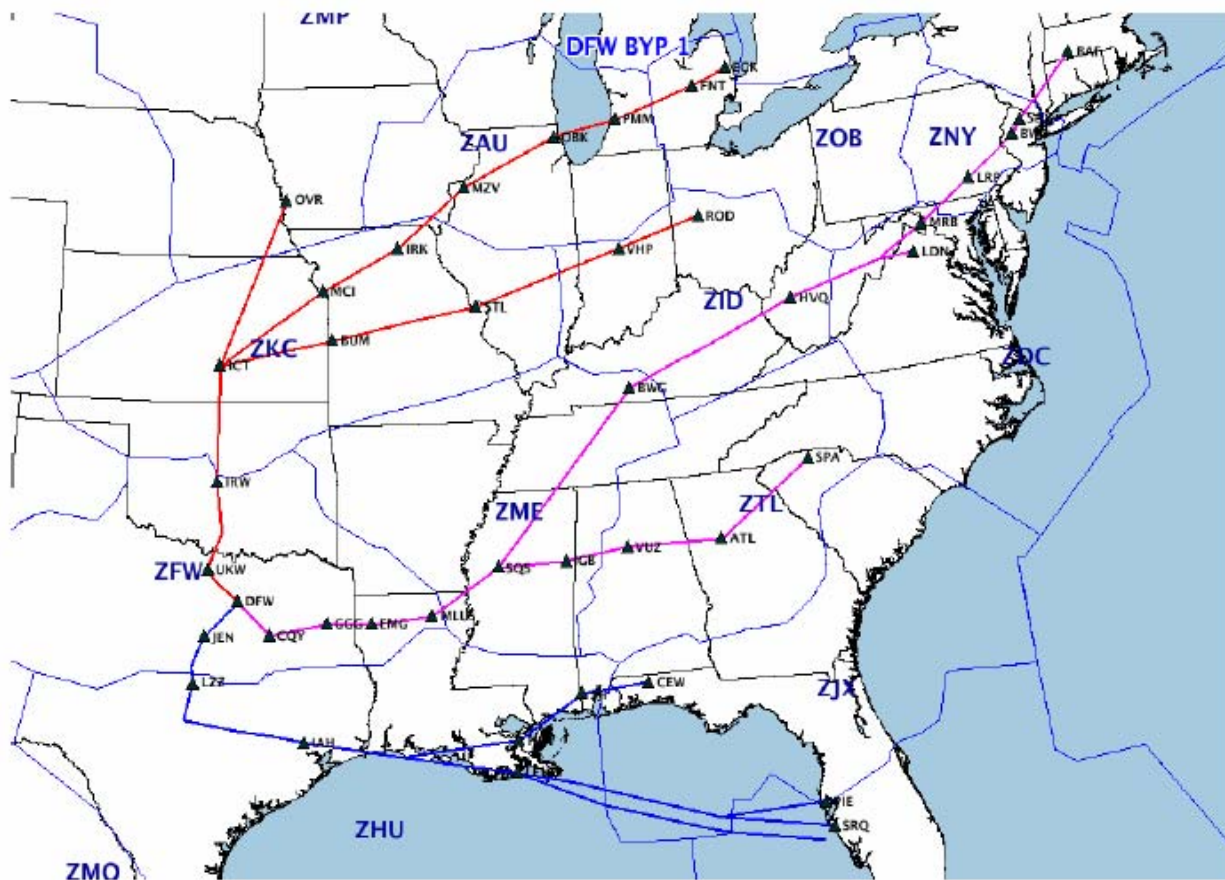 ZMP
DFW BYP 1
ECK
BAF
FNT
PMM
ZAU
OBK
ZOB
ZNY
MZV
LRP
OVR
ROD
MRB
IRK
VHP
LDN
MCI
ZID
HVQ
STL
ZKC
BUM
ZDC
ICT
BWG
SPA
IRW
ZME
ZTL
ATL
VUZ
IGB
ZFW
UKW
SQS
DFW
MLU
GGG
EMG
JEN
CQY
LZZ
CEW
ZJX
IAH
PIE
SRQ
ZHU
ZMO